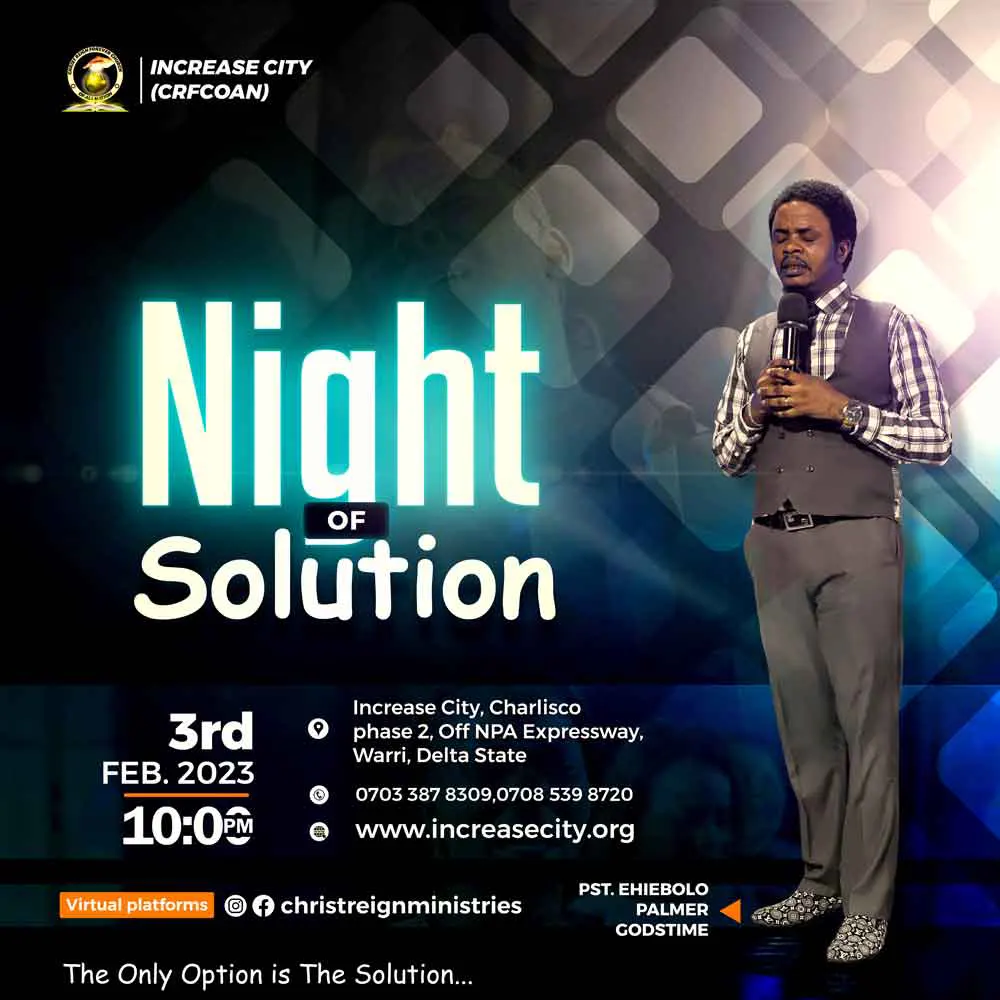 INCREASE CITY
(CRFCOAN)
Night
OF
Solution
3rd
FEB. 2023
10:00PM
Increase City, Charlisco
phase 2, Off NPA Expressway,
Warri, Delta State
0703 387 8309,0708 539 8720
www.increasecity.org
Virtual platforms christreignministries
PST. EHIEBOLO
PALMER
GODSTIME
The Only Option is The Solution...